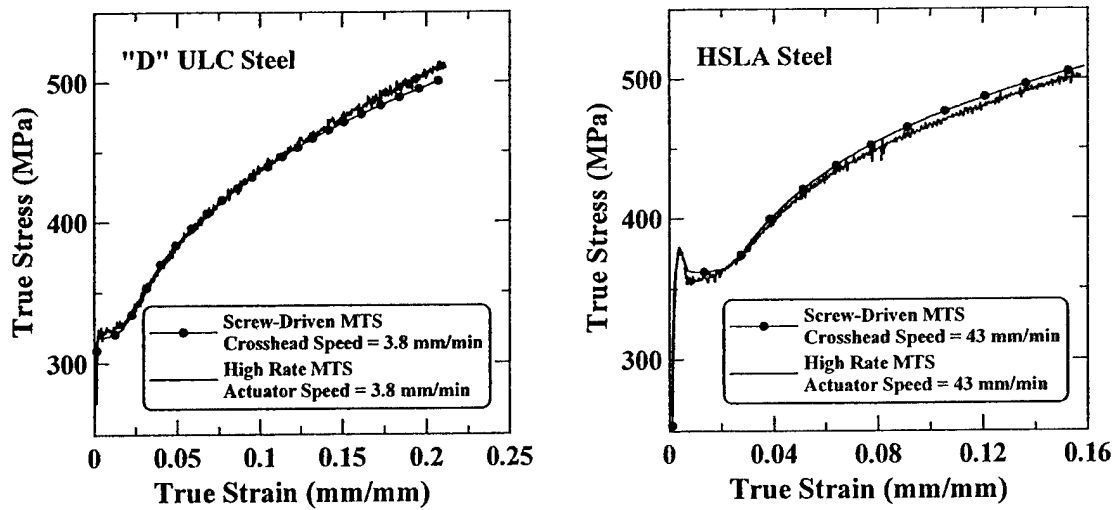 "D" ULC Steel
True Stress (MPa)
500
400
300
Screw-Driven MTS
Crosshead Speed = 3.8 mm/min
High Rate MTS
Actuator Speed = 3.8 mm/min
0 0.05 0.1 0.15 0.2 0.25
True Strain (mm/mm)
HSLA Steel
True Stress (MPa)
500
400
300
Screw-Driven MTS
Crosshead Speed = 43 mm/min
High Rate MTS
Actuator Speed = 43 mm/min
0 0.04 0.08 0.12 0.16
True Strain (mm/mm)